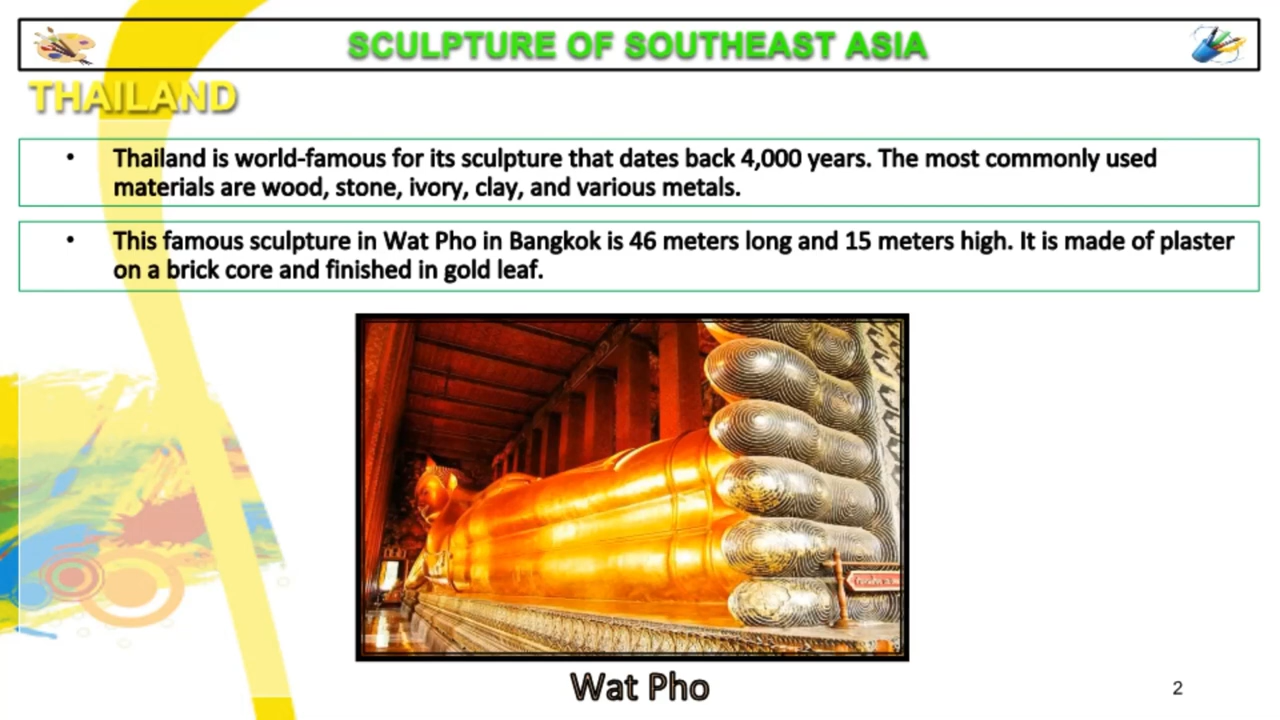 SCULPTURE OF SOUTHEAST ASIA
THAILAND
• Thailand is world-famous for its sculpture that dates back 4,000 years. The most commonly used
materials are wood, stone, ivory, clay, and various metals.
• This famous sculpture in Wat Pho in Bangkok is 46 meters long and 15 meters high. It is made of plaster
on a brick core and finished in gold leaf.
Wat Pho
2